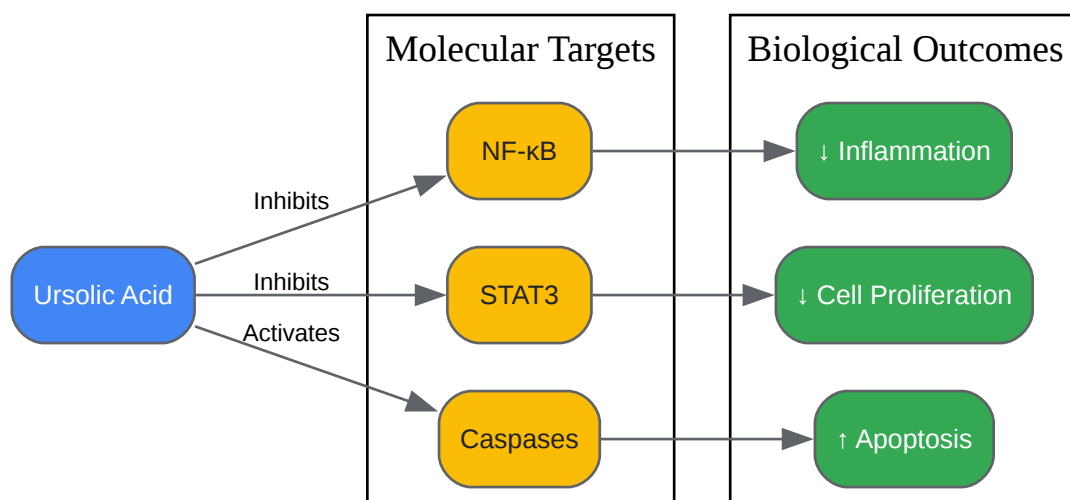 Molecular Targets
Biological Outcomes
NF-κB
↓ Inflammation
Inhibits
Ursolic Acid
Inhibits
STAT3
↓ Cell Proliferation
Activates
Caspases
↑ Apoptosis